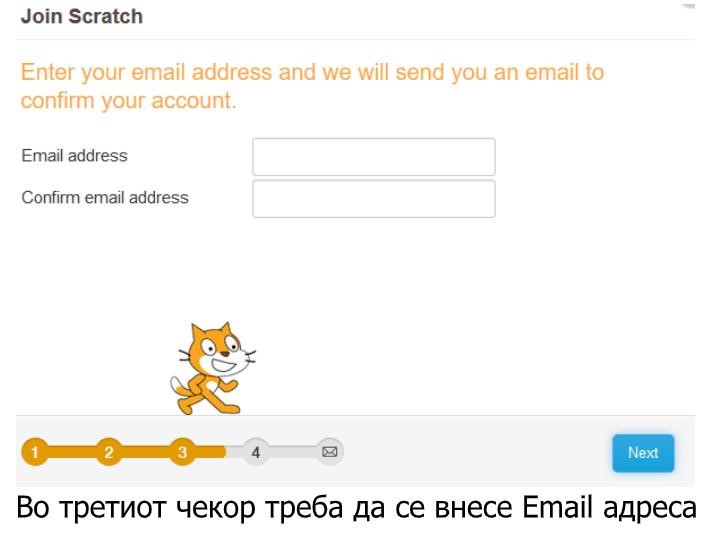 Join Scratch
Enter your email address and we will send you an email to
confirm your account.
Email address
Confirm email address
1 2 3 4
Next
Во третиот чекор треба да се внесе Email адреса